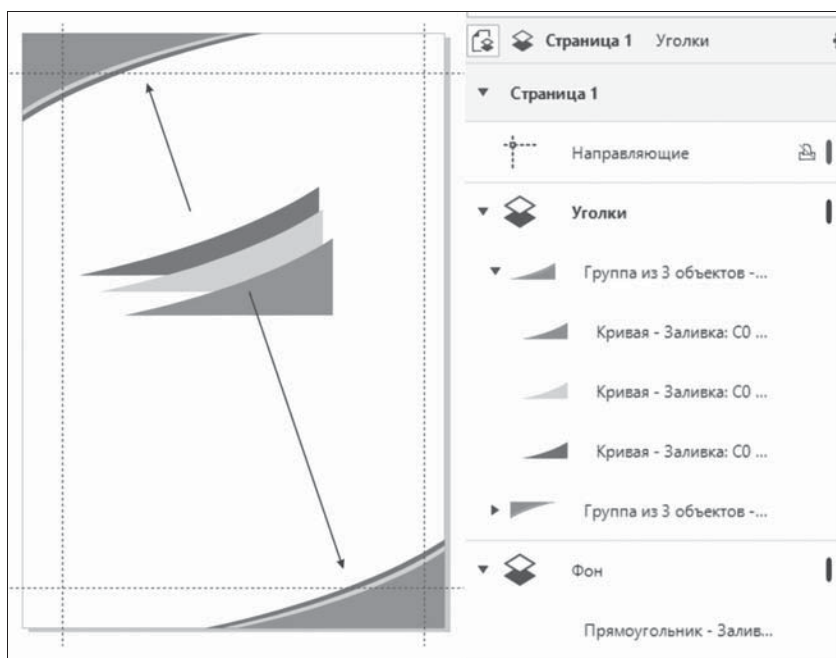 Страница 1 Уголки
Страница 1
Направляющие
Уголки
Группа из 3 объектов -...
Кривая - Заливка: C0 ...
Кривая - Заливка: C0 ...
Кривая - Заливка: C0 ...
Группа из 3 объектов -...
Фон
Прямоугольник - Залив...